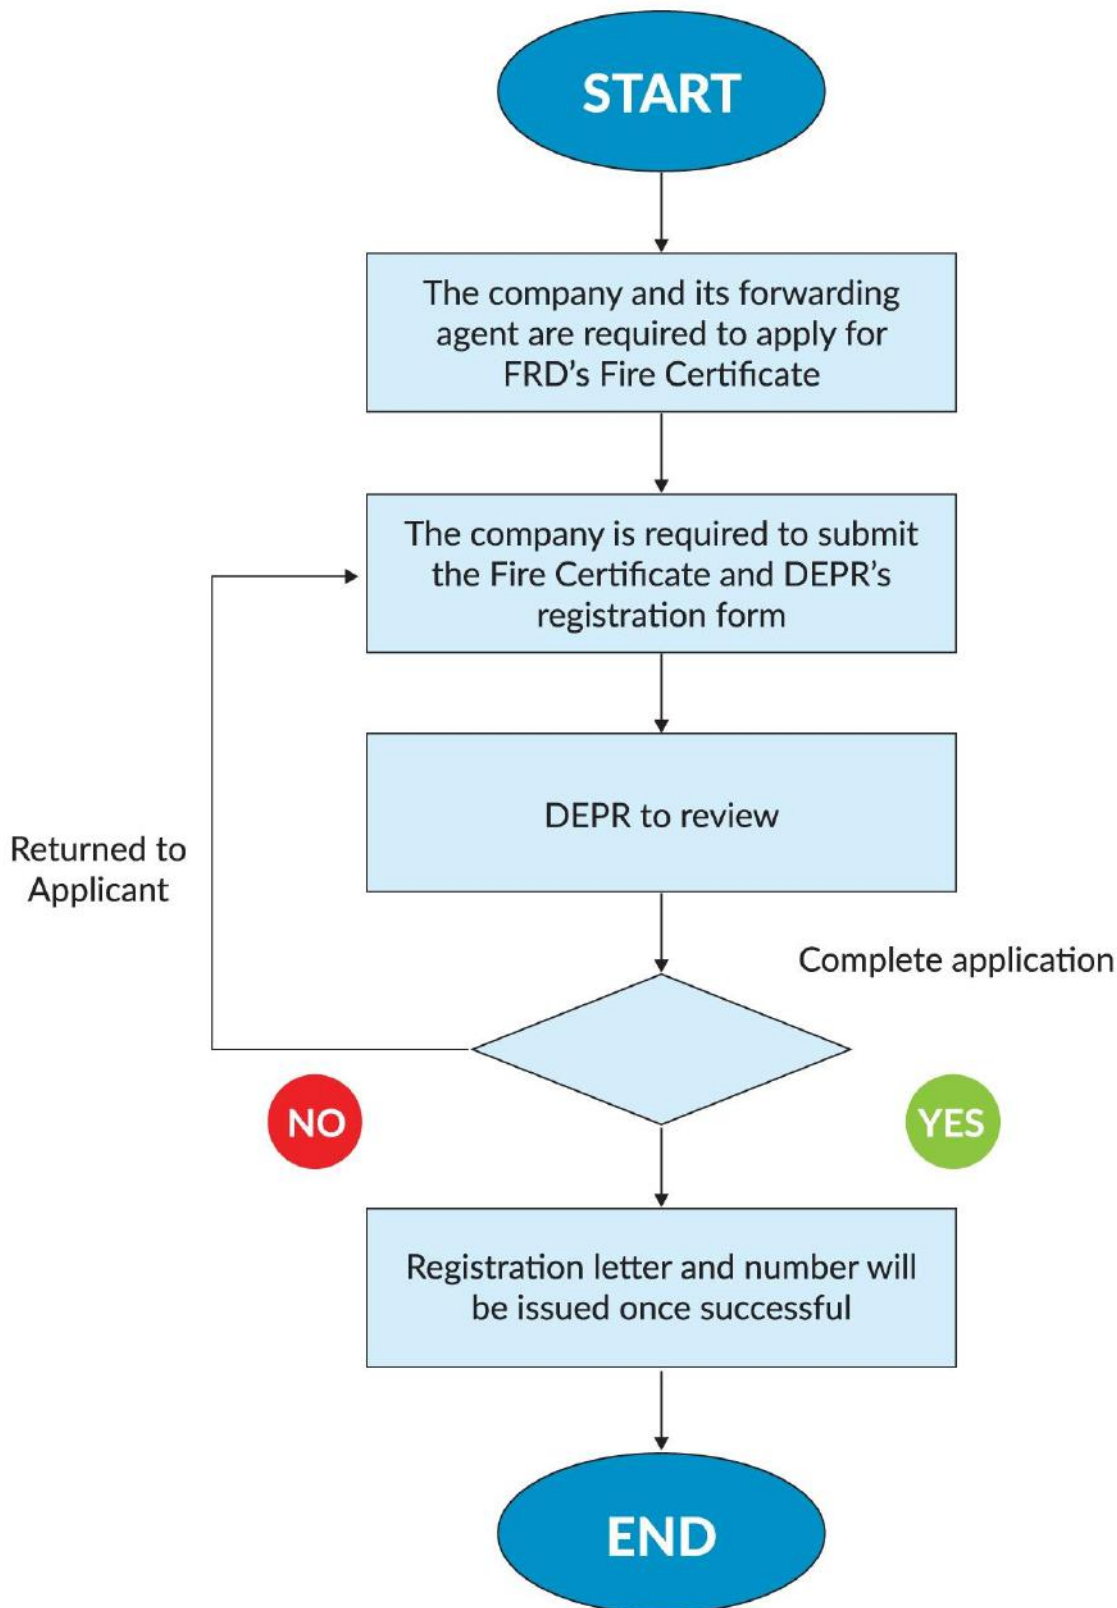 START
The company and its forwarding
agent are required to apply for
FRD’s Fire Certificate
The company is required to submit
the Fire Certificate and DEPR’s
registration form
DEPR to review
Returned to
Applicant
Complete application
NO
YES
Registration letter and number will
be issued once successful
END